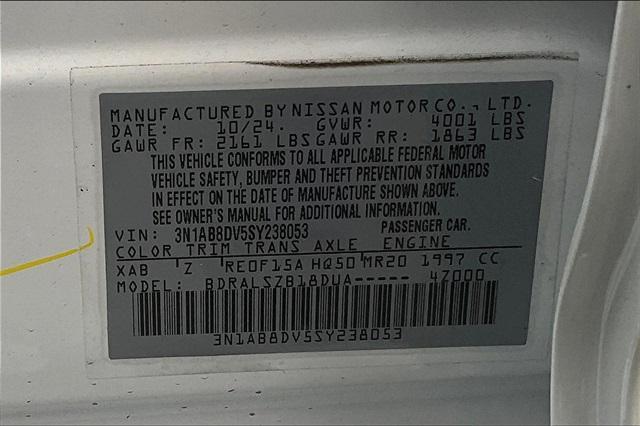 MANUFACTURED BY NISSAN MOTOR CO., LTD.
DATE: 10/24. GVWR: 4001 LBS
GAWR FR: 2161 LBS GAWR RR: 1863 LBS
THIS VEHICLE CONFORMS TO ALL APPLICABLE FEDERAL MOTOR
VEHICLE SAFETY, BUMPER AND THEFT PREVENTION STANDARDS
IN EFFECT ON THE DATE OF MANUFACTURE SHOWN ABOVE.
SEE OWNER'S MANUAL FOR ADDITIONAL INFORMATION.
VIN: 3N1AB8DV5SY238053 PASSENGER CAR.
COLOR TRIM TRANS AXLE ENGINE
XAB Z RE0F15A HQ50 MR20 1997 CC
MODEL: BDRALSZB18DUA----- 4Z000
3N1AB8DV5SY238053